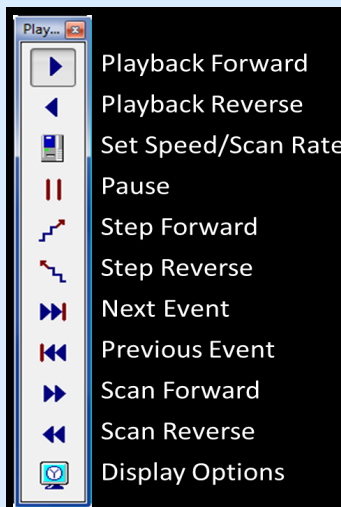 Play...
Playback Forward
Playback Reverse
Set Speed/Scan Rate
Pause
Step Forward
Step Reverse
Next Event
Previous Event
Scan Forward
Scan Reverse
Display Options